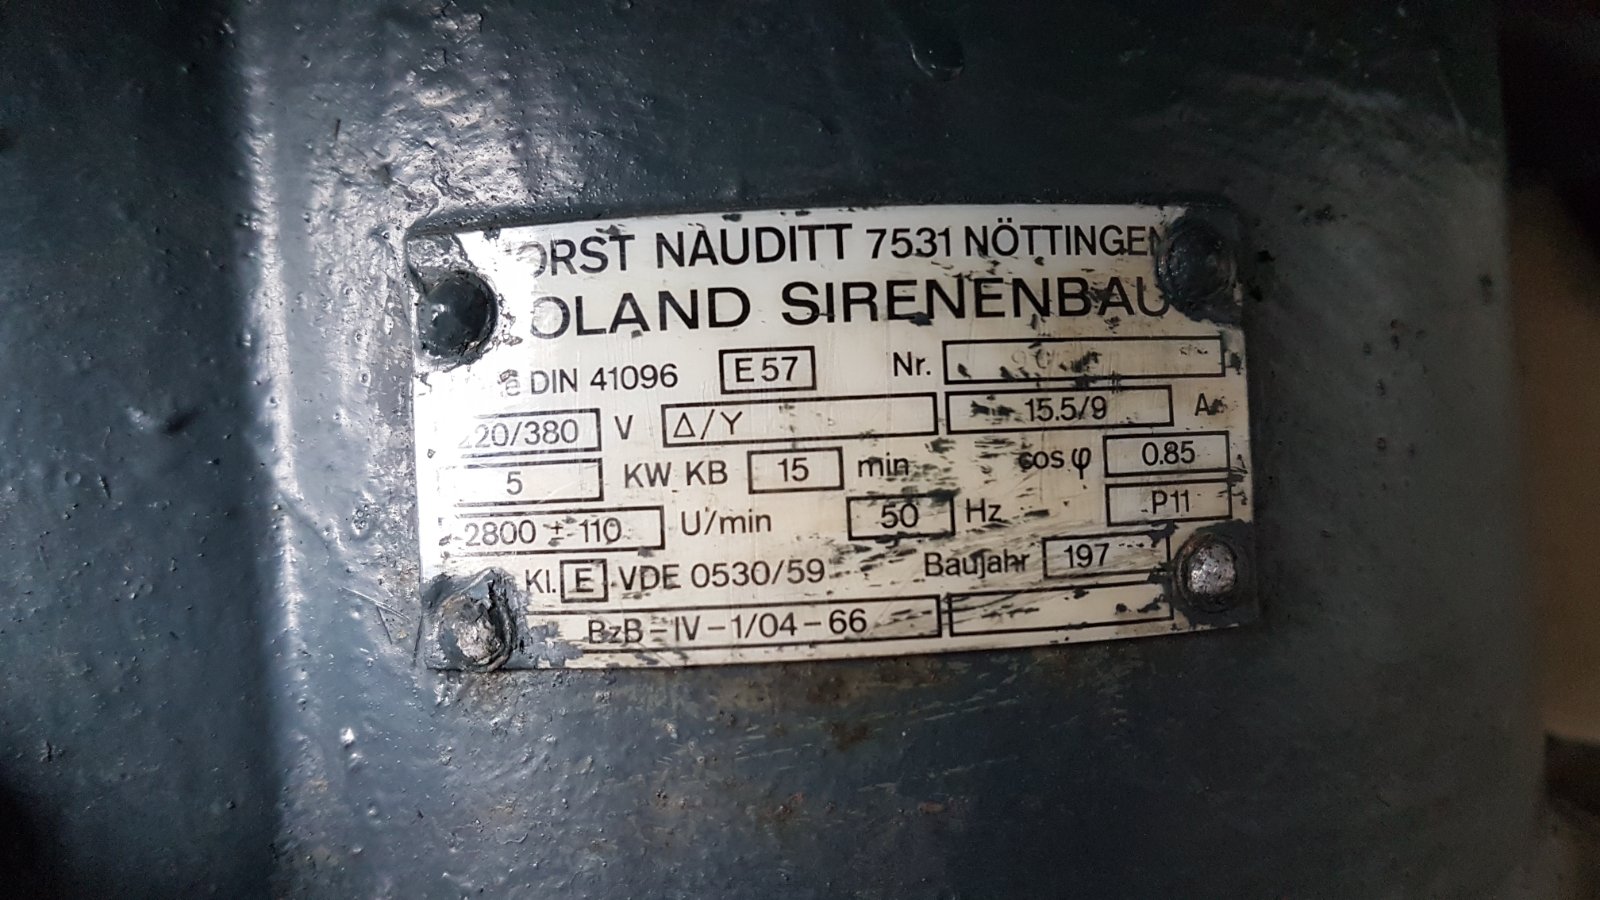 ORST NAUDITT 7531 NÖTTINGEN
OLAND SIRENENBAU
DIN 41096 E 57 Nr.
220/380 V Δ/Y 15.5/9 A
5 KW KB 15 min cos φ 0.85
2800 ± 110 U/min 50 Hz P11
Kl. E VDE 0530/59 Baujahr 197
BzB-IV-1/04-66